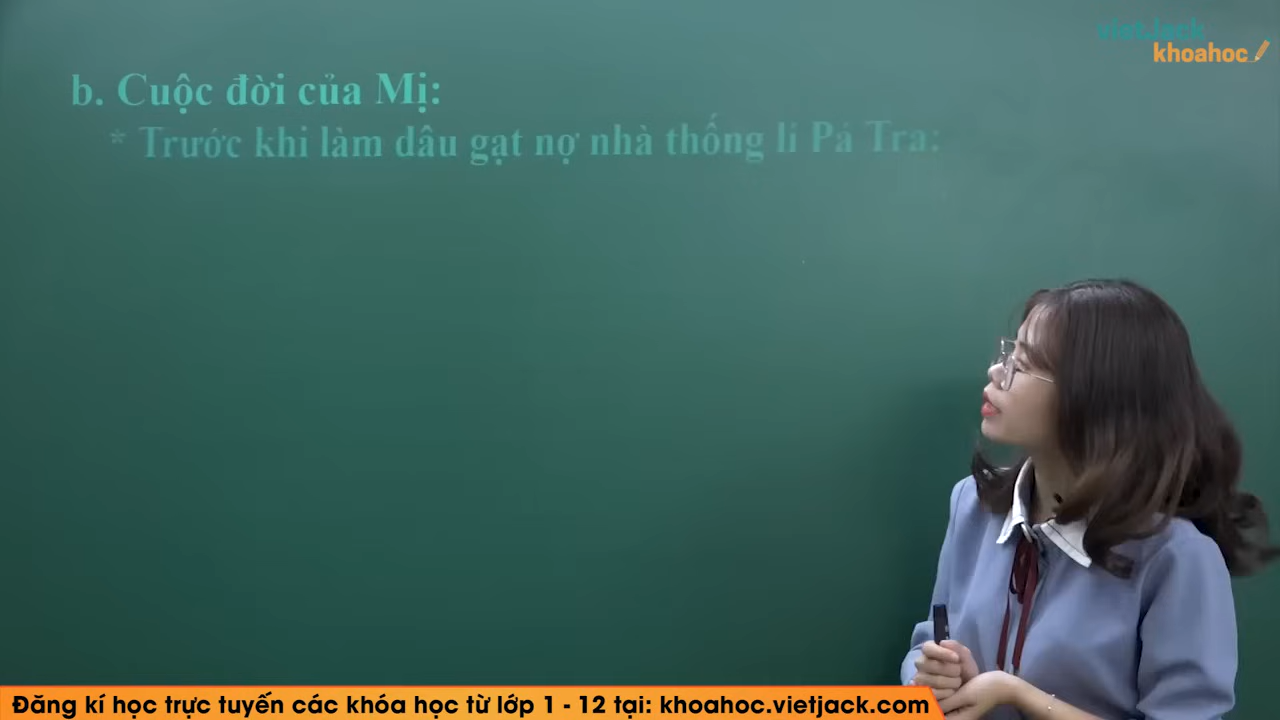 vietJack
khoahoc
b. Cuộc đời của Mị:
* Trước khi làm dâu gạt nợ nhà thống lí Pá Tra:
Đăng kí học trực tuyến các khóa học từ lớp 1 - 12 tại: khoahoc.vietjack.com